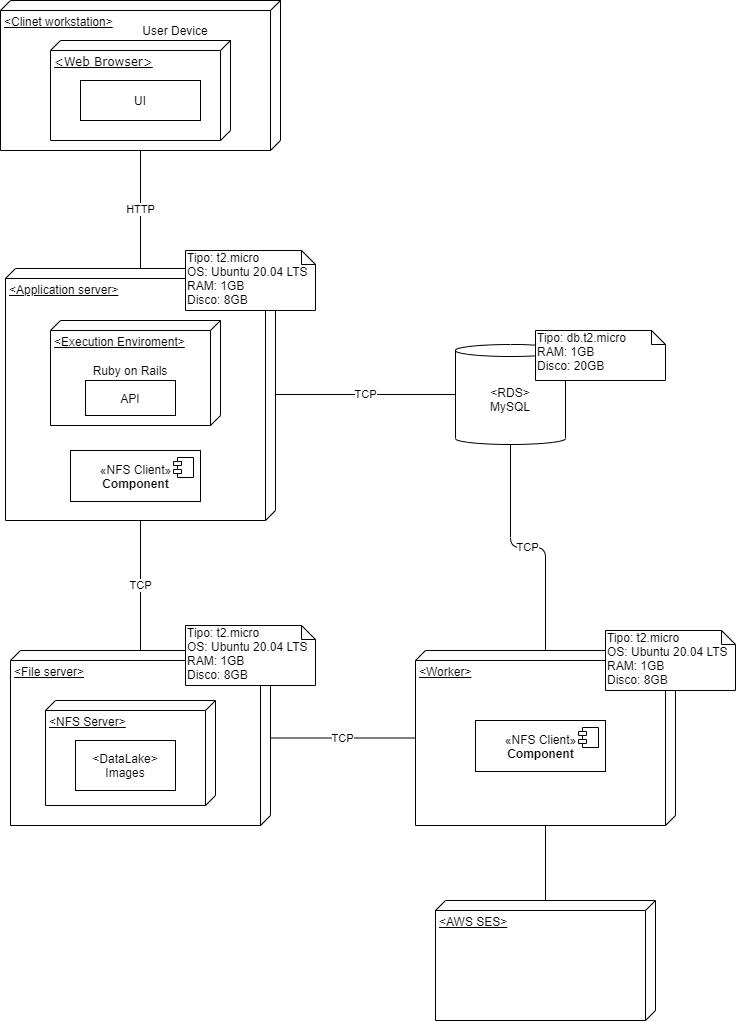 <Clinet workstation>
User Device
<Web Browser>
UI
HTTP
Tipo: t2.micro
OS: Ubuntu 20.04 LTS
RAM: 1GB
Disco: 8GB
<Application server>
<Execution Enviroment>
Ruby on Rails
API
«NFS Client»
Component
TCP
Tipo: db.t2.micro
RAM: 1GB
Disco: 20GB
<RDS>
MySQL
TCP
TCP
Tipo: t2.micro
OS: Ubuntu 20.04 LTS
RAM: 1GB
Disco: 8GB
<File server>
<NFS Server>
<DataLake>
Images
TCP
Tipo: t2.micro
OS: Ubuntu 20.04 LTS
RAM: 1GB
Disco: 8GB
<Worker>
«NFS Client»
Component
<AWS SES>